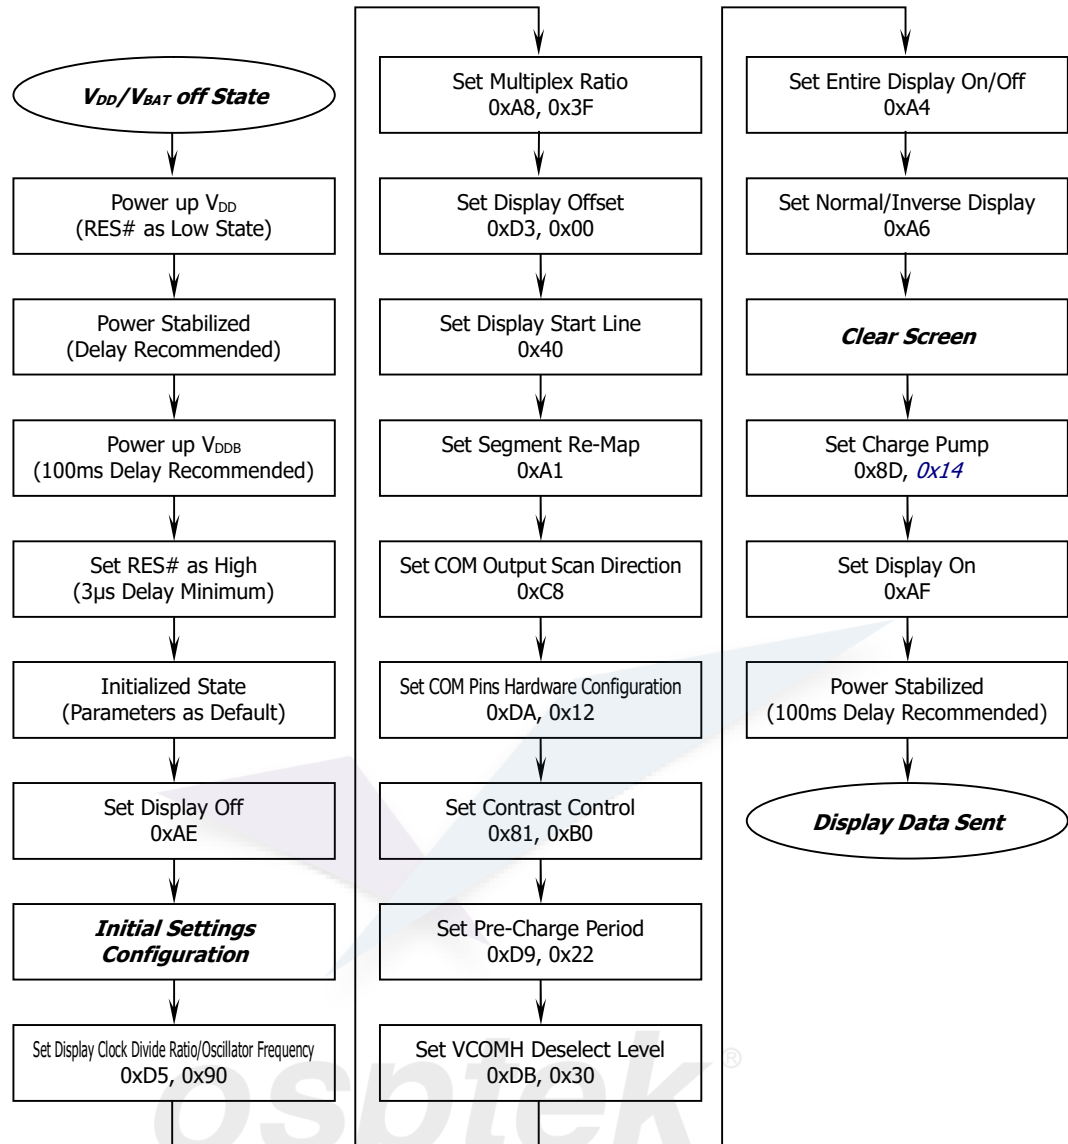 VDD/VBAT off State
Power up VDD
(RES# as Low State)
Power Stabilized
(Delay Recommended)
Power up VDDB
(100ms Delay Recommended)
Set RES# as High
(3μs Delay Minimum)
Initialized State
(Parameters as Default)
Set Display Off
0xAE
Initial Settings
Configuration
Set Display Clock Divide Ratio/Oscillator Frequency
0xD5, 0x90
Set Multiplex Ratio
0xA8, 0x3F
Set Display Offset
0xD3, 0x00
Set Display Start Line
0x40
Set Segment Re-Map
0xA1
Set COM Output Scan Direction
0xC8
Set COM Pins Hardware Configuration
0xDA, 0x12
Set Contrast Control
0x81, 0xB0
Set Pre-Charge Period
0xD9, 0x22
Set VCOMH Deselect Level
0xDB, 0x30
Set Entire Display On/Off
0xA4
Set Normal/Inverse Display
0xA6
Clear Screen
Set Charge Pump
0x8D, 0x14
Set Display On
0xAF
Power Stabilized
(100ms Delay Recommended)
Display Data Sent
osptek®